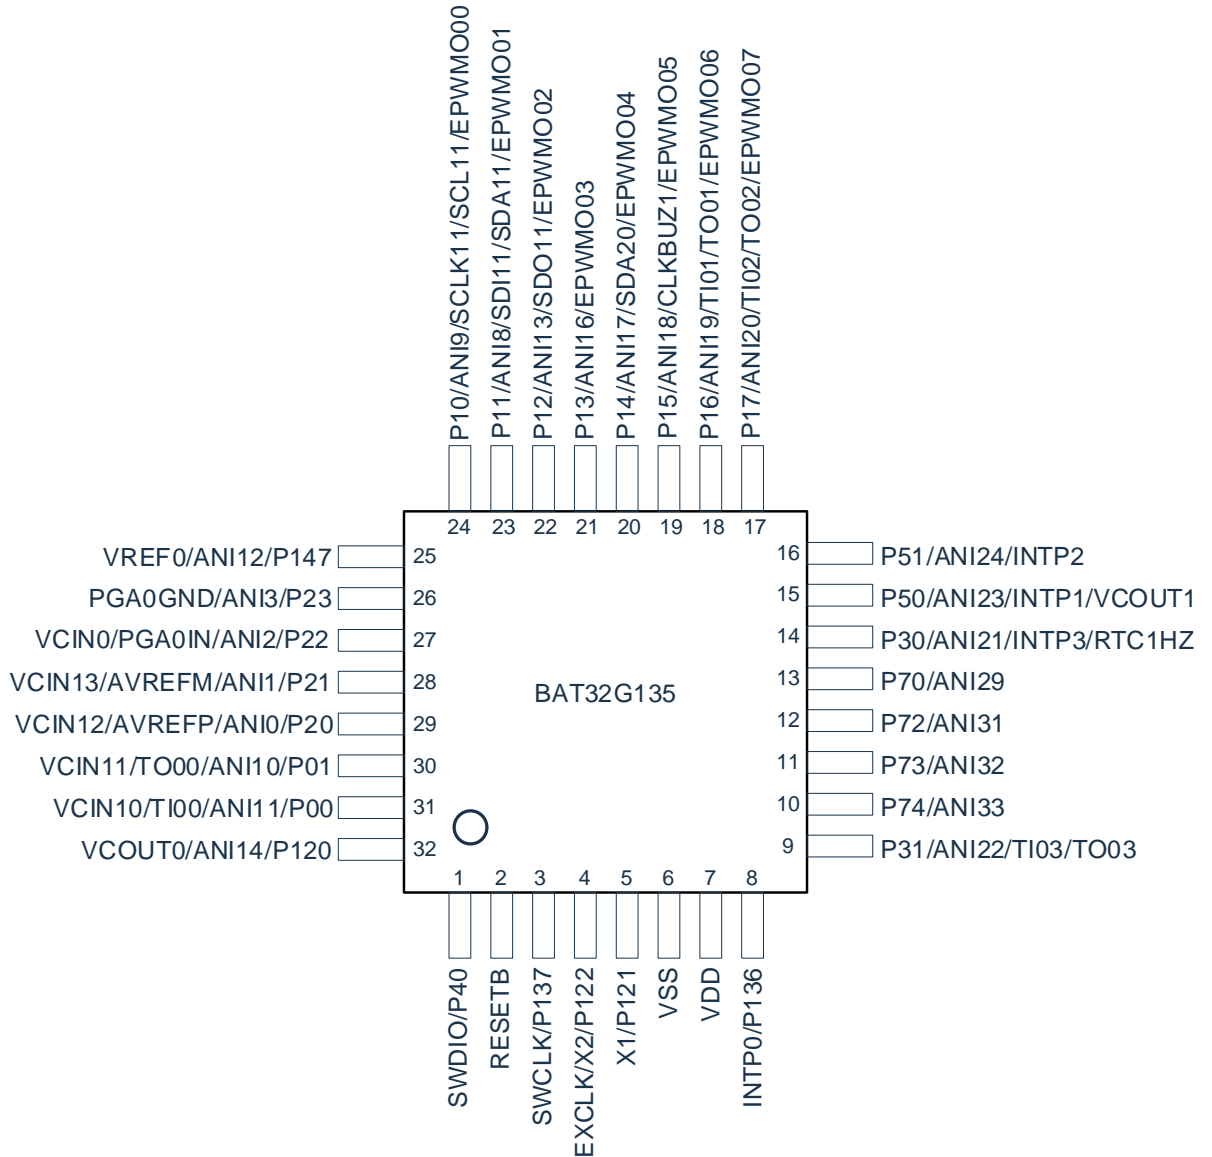 P10/ANI9/SCLK11/SCL11/EPWMO00
P11/ANI8/SDI11/SDA11/EPWMO01
P12/ANI13/SDO11/EPWMO02
P13/ANI16/EPWMO03
P14/ANI17/SDA20/EPWMO04
P15/ANI18/CLKBUZ1/EPWMO05
P16/ANI19/TI01/TO01/EPWMO06
P17/ANI20/TI02/TO02/EPWMO07
24 23 22 21 20 19 18 17
VREF0/ANI12/P147 25
PGA0GND/ANI3/P23 26
VCIN0/PGA0IN/ANI2/P22 27
VCIN13/AVREFM/ANI1/P21 28
VCIN12/AVREFP/ANI0/P20 29
VCIN11/TO00/ANI10/P01 30
VCIN10/TI00/ANI11/P00 31
VCOUT0/ANI14/P120 32
BAT32G135
16 P51/ANI24/INTP2
15 P50/ANI23/INTP1/VCOUT1
14 P30/ANI21/INTP3/RTC1HZ
13 P70/ANI29
12 P72/ANI31
11 P73/ANI32
10 P74/ANI33
9 P31/ANI22/TI03/TO03
1 2 3 4 5 6 7 8
SWDIO/P40
RESETB
SWCLK/P137
EXCLK/X2/P122
X1/P121
VSS
VDD
INTP0/P136